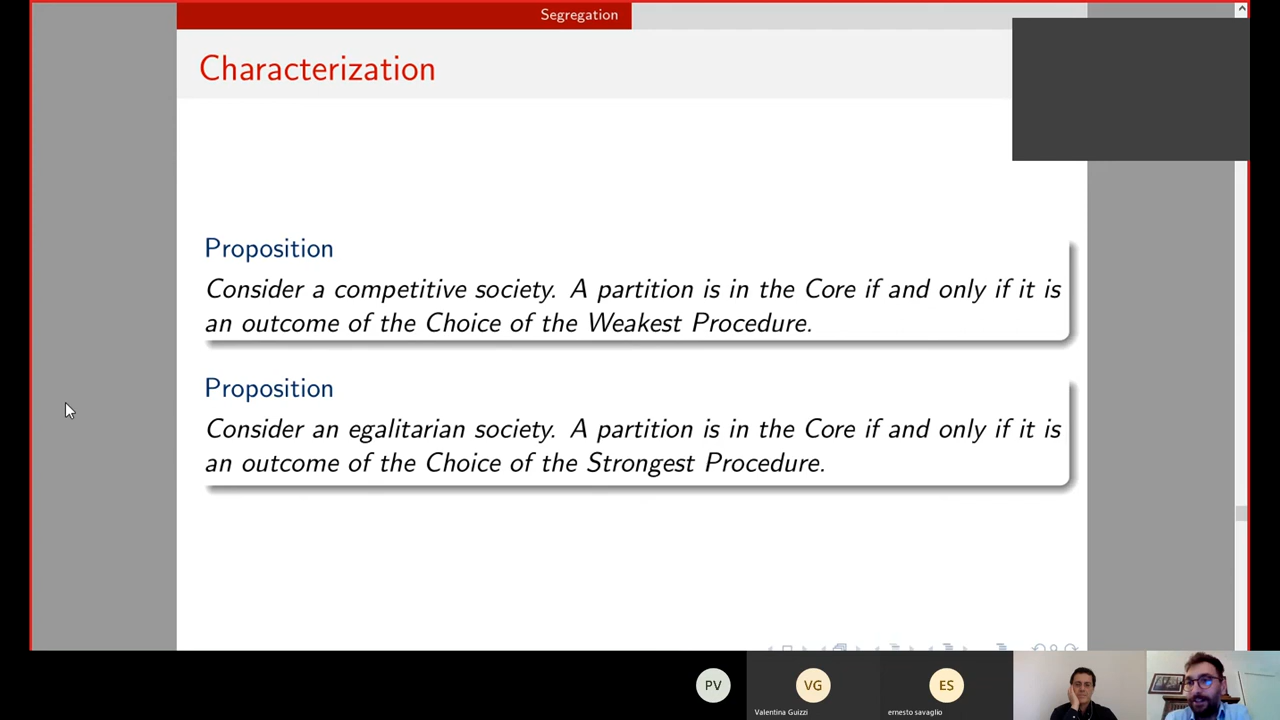 Segregation
Characterization
Proposition
Consider a competitive society. A partition is in the Core if and only if it is
an outcome of the Choice of the Weakest Procedure.
Proposition
Consider an egalitarian society. A partition is in the Core if and only if it is
an outcome of the Choice of the Strongest Procedure.
PV
VG
ES
Valentina Guizzi
ernesto savaglio